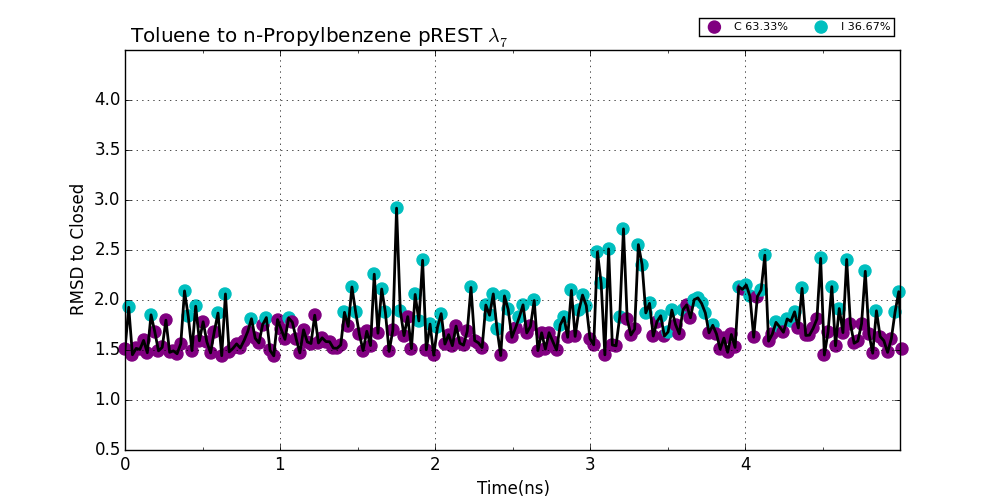 Toluene to n-Propylbenzene pREST λ₇
C 63.33% I 36.67%
4.0
3.5
3.0
2.5
2.0
1.5
1.0
0.5
RMSD to Closed
0 1 2 3 4
Time(ns)